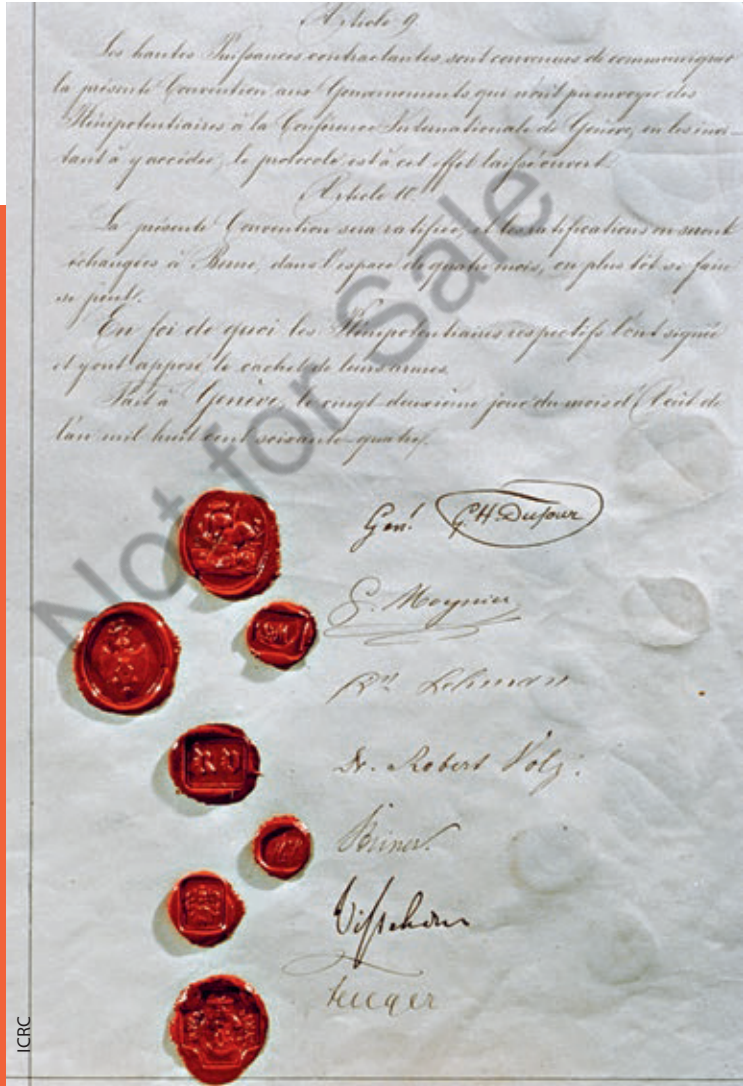 Article 9.
Les hautes Puissances contractantes sont convenues de communiquer
la présente Convention aux Gouvernements qui n'ont pu envoyer des
Plénipotentiaires à la Conférence Internationale de Genève, en les invi-
tant à y accéder; le protocole est à cet effet laissé ouvert.
Article 10.
La présente Convention sera ratifiée, et les ratifications en seront
échangées à Berne, dans l'espace de quatre mois, ou plus tôt si faire
se peut.
En foi de quoi les Plénipotentiaires respectifs l'ont signée
et y ont apposé le cachet de leurs armes.
Fait à Genève, le vingt deuxième jour du mois d'Août de
l'an mil huit cent soixante-quatre.
Not for Sale
Genl. G.H. Dufour
G. Moynier
Lehmann
Dr. Robert Volz.
Steiner.
Visschers
Fenger
ICRC